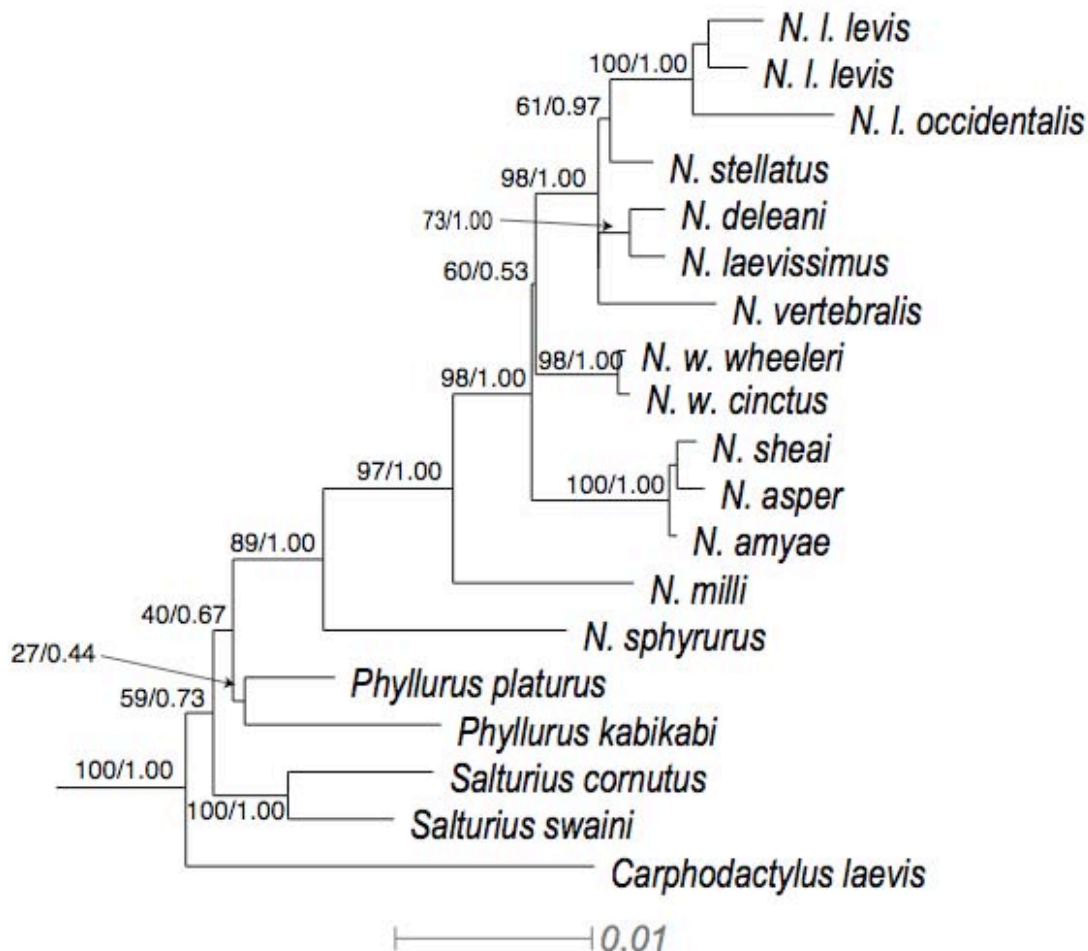 N. l. levis
100/1.00
N. l. levis
61/0.97
N. l. occidentalis
98/1.00
N. stellatus
73/1.00
N. deleani
N. laevissimus
60/0.53
N. vertebralis
98/1.00
N. w. wheeleri
98/1.00
N. w. cinctus
N. sheai
97/1.00
100/1.00
N. asper
N. amyae
89/1.00
N. milli
40/0.67
N. sphyrurus
27/0.44
Phyllurus platurus
59/0.73
Phyllurus kabikabi
100/1.00
Salturius cornutus
100/1.00
Salturius swaini
Carphodactylus laevis
0.01